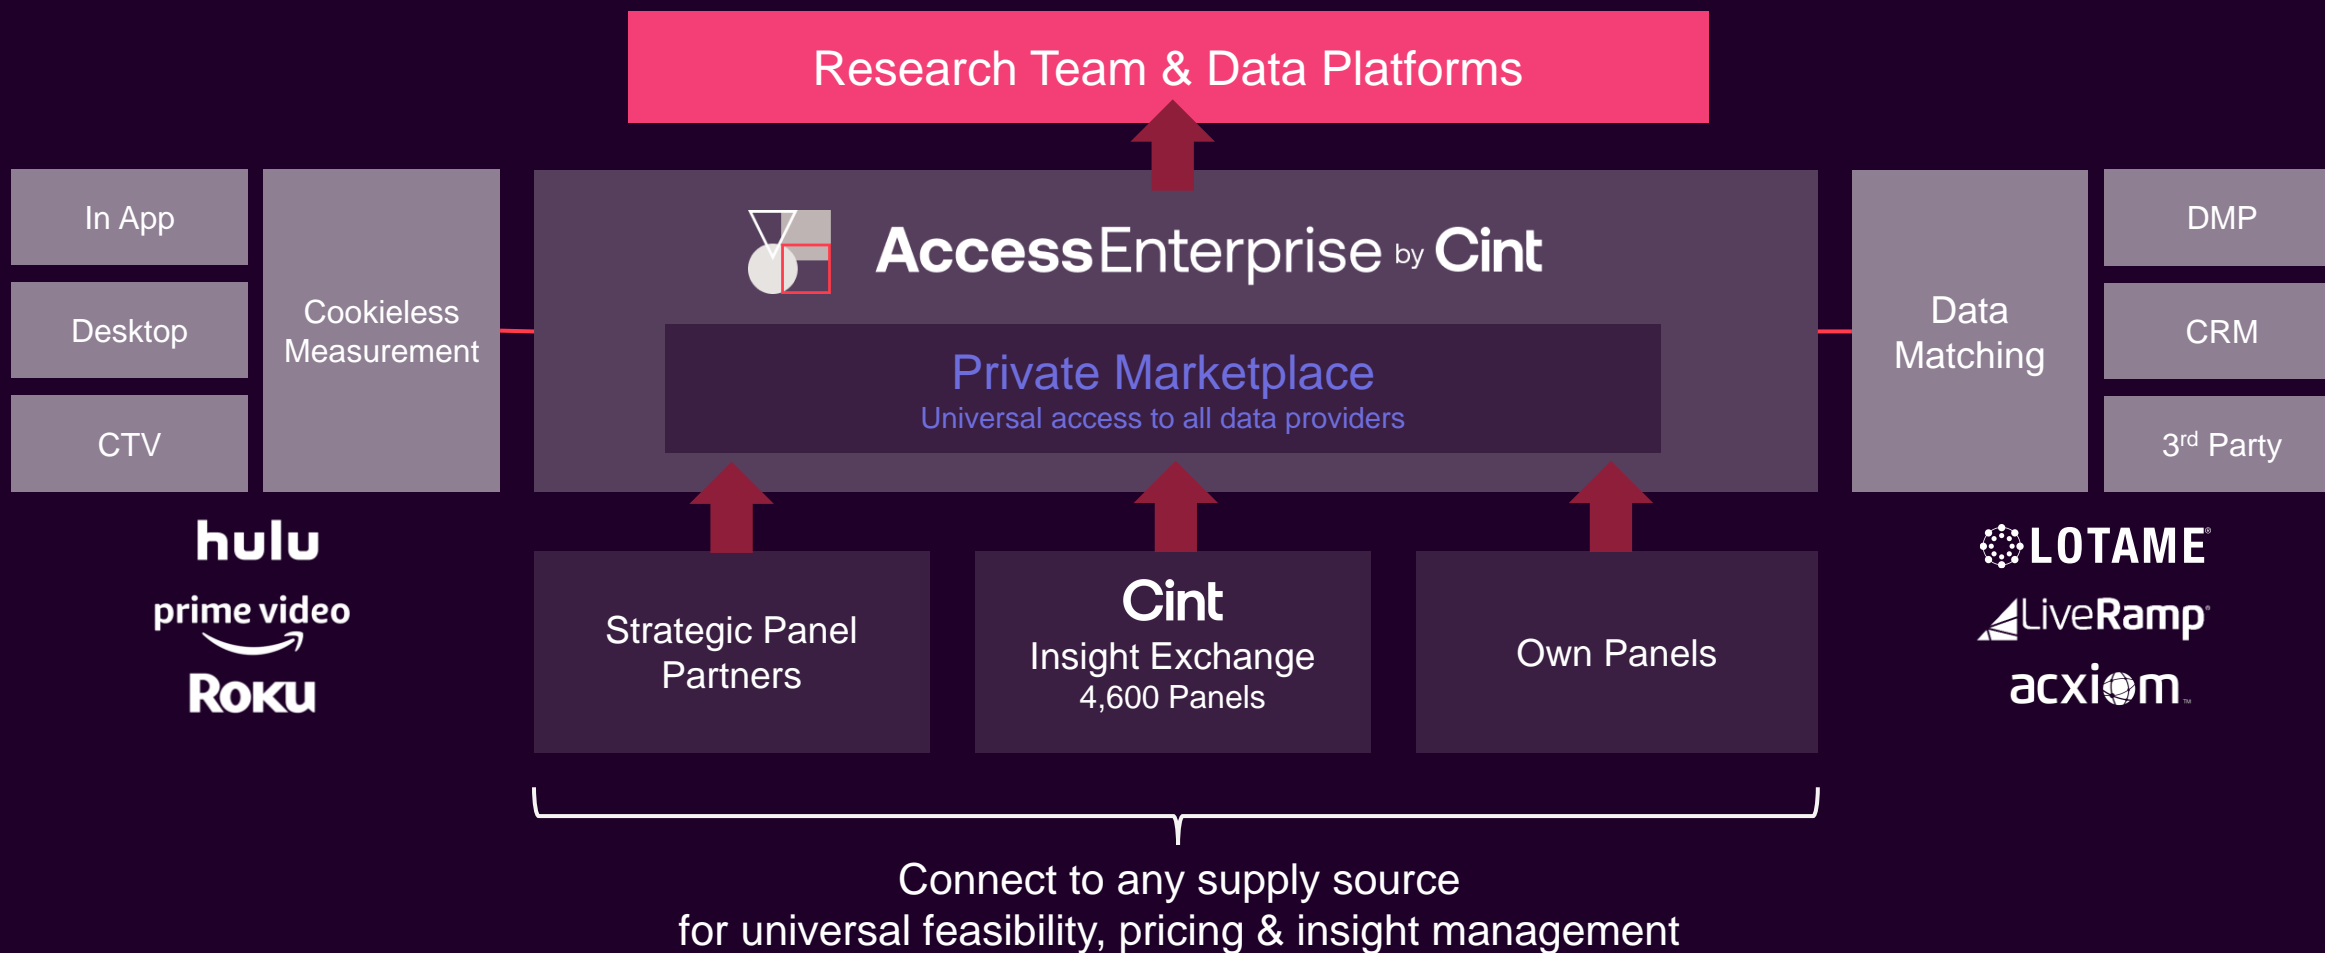 Research Team & Data Platforms
In App
Desktop
CTV
Cookieless
Measurement
AccessEnterprise by Cint
Private Marketplace
Universal access to all data providers
Data
Matching
DMP
CRM
3rd Party
hulu
prime video
Roku
Strategic Panel
Partners
Cint
Insight Exchange
4,600 Panels
Own Panels
LOTAME®
LiveRamp®
acxiom™
Connect to any supply source
for universal feasibility, pricing & insight management